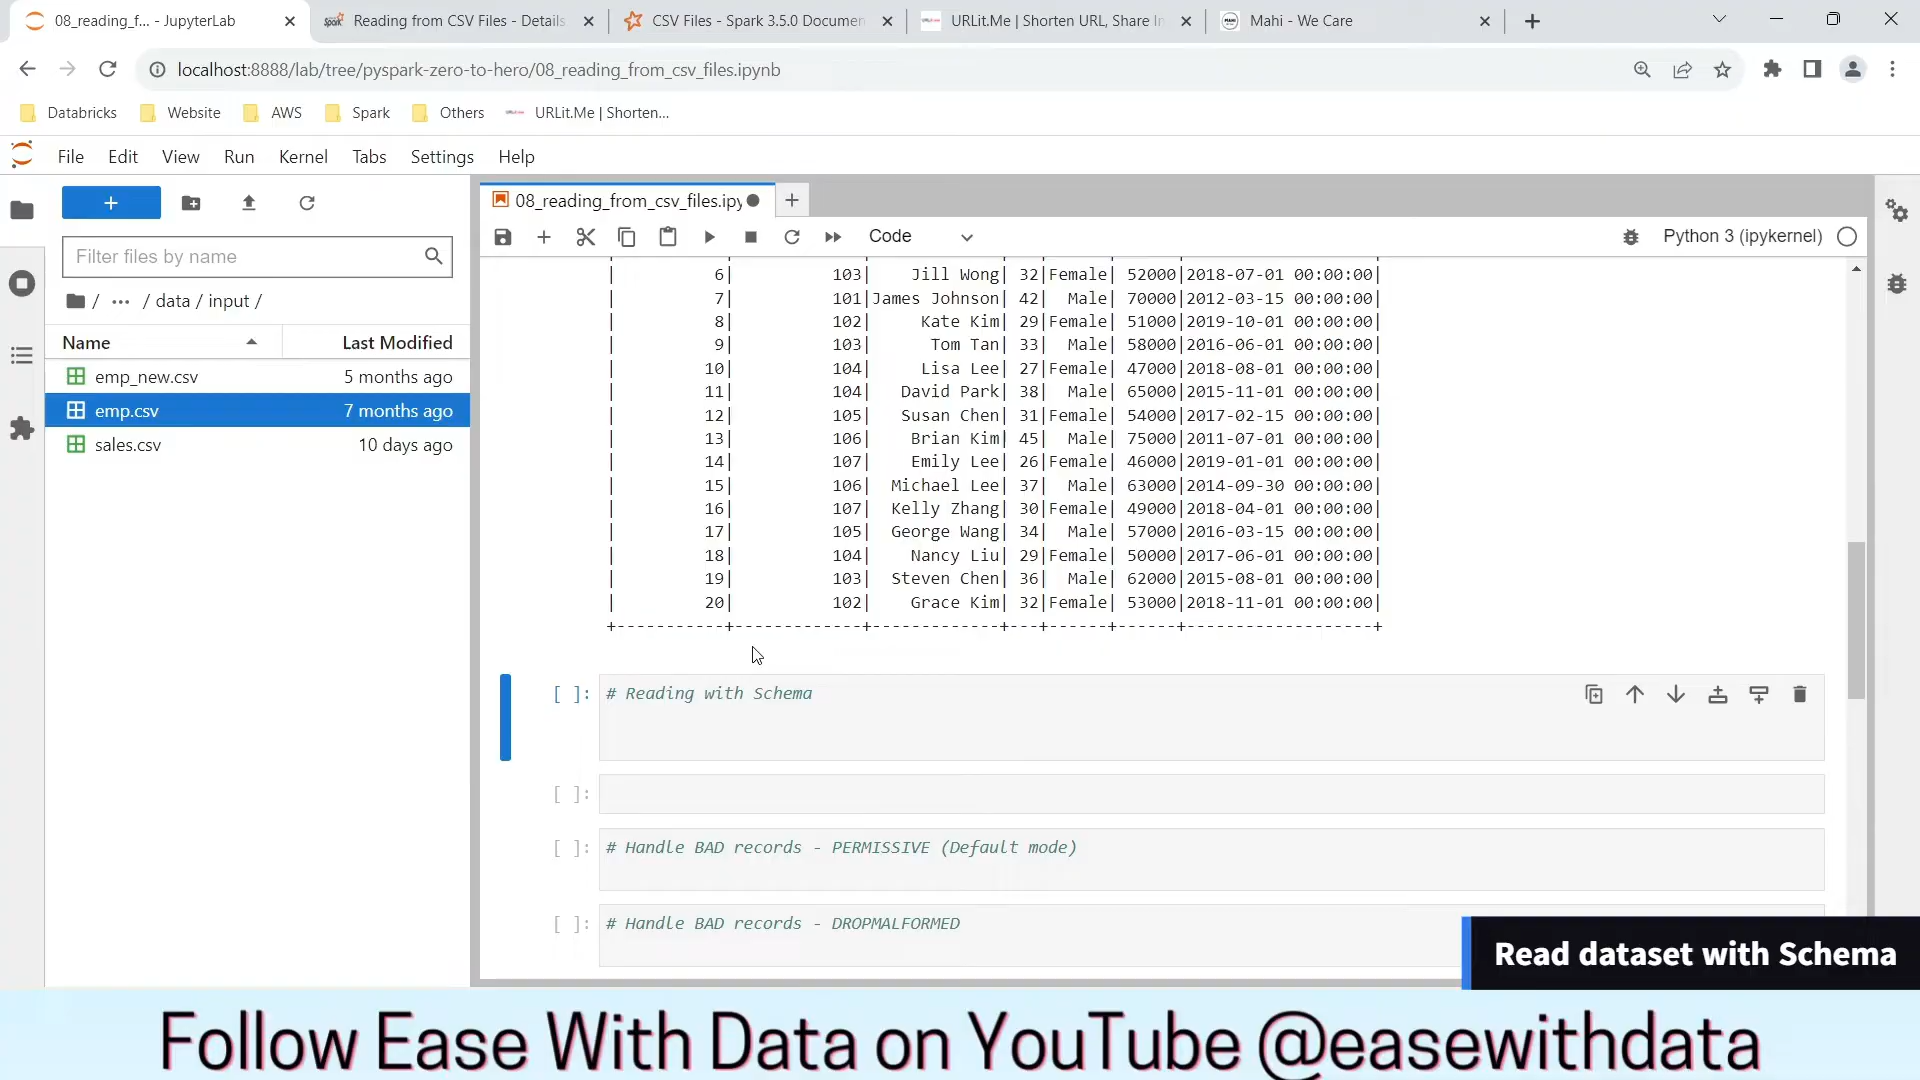 08_reading_f... - JupyterLab
Reading from CSV Files - Details
CSV Files - Spark 3.5.0 Documen
URLit.Me | Shorten URL, Share In
Mahi - We Care
localhost:8888/lab/tree/pyspark-zero-to-hero/08_reading_from_csv_files.ipynb
Databricks
Website
AWS
Spark
Others
URLit.Me | Shorten...
File Edit View Run Kernel Tabs Settings Help
08_reading_from_csv_files.ipy
Filter files by name
Code
Python 3 (ipykernel)
/ ... / data / input /
Name Last Modified
emp_new.csv 5 months ago
emp.csv 7 months ago
sales.csv 10 days ago
| 6| 103| Jill Wong| 32|Female| 52000|2018-07-01 00:00:00|
| 7| 101|James Johnson| 42| Male| 70000|2012-03-15 00:00:00|
| 8| 102| Kate Kim| 29|Female| 51000|2019-10-01 00:00:00|
| 9| 103| Tom Tan| 33| Male| 58000|2016-06-01 00:00:00|
| 10| 104| Lisa Lee| 27|Female| 47000|2018-08-01 00:00:00|
| 11| 104| David Park| 38| Male| 65000|2015-11-01 00:00:00|
| 12| 105| Susan Chen| 31|Female| 54000|2017-02-15 00:00:00|
| 13| 106| Brian Kim| 45| Male| 75000|2011-07-01 00:00:00|
| 14| 107| Emily Lee| 26|Female| 46000|2019-01-01 00:00:00|
| 15| 106| Michael Lee| 37| Male| 63000|2014-09-30 00:00:00|
| 16| 107| Kelly Zhang| 30|Female| 49000|2018-04-01 00:00:00|
| 17| 105| George Wang| 34| Male| 57000|2016-03-15 00:00:00|
| 18| 104| Nancy Liu| 29|Female| 50000|2017-06-01 00:00:00|
| 19| 103| Steven Chen| 36| Male| 62000|2015-08-01 00:00:00|
| 20| 102| Grace Kim| 32|Female| 53000|2018-11-01 00:00:00|
+-----------+-------------+-------------+---+------+------+-------------------+
[ ]: # Reading with Schema
[ ]:
[ ]: # Handle BAD records - PERMISSIVE (Default mode)
[ ]: # Handle BAD records - DROPMALFORMED
Read dataset with Schema
Follow Ease With Data on YouTube @easewithdata